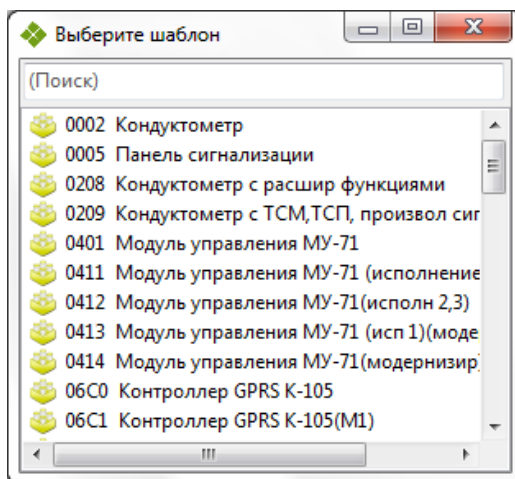 Выберите шаблон
(Поиск)
0002 Кондуктометр
0005 Панель сигнализации
0208 Кондуктометр с расшир функциями
0209 Кондуктометр с ТСМ,ТСП, произвол сиг
0401 Модуль управления МУ-71
0411 Модуль управления МУ-71 (исполнение
0412 Модуль управления МУ-71(исполн 2,3)
0413 Модуль управления МУ-71 (исп 1)(моде
0414 Модуль управления МУ-71(модернизир
06C0 Контроллер GPRS К-105
06C1 Контроллер GPRS К-105(М1)